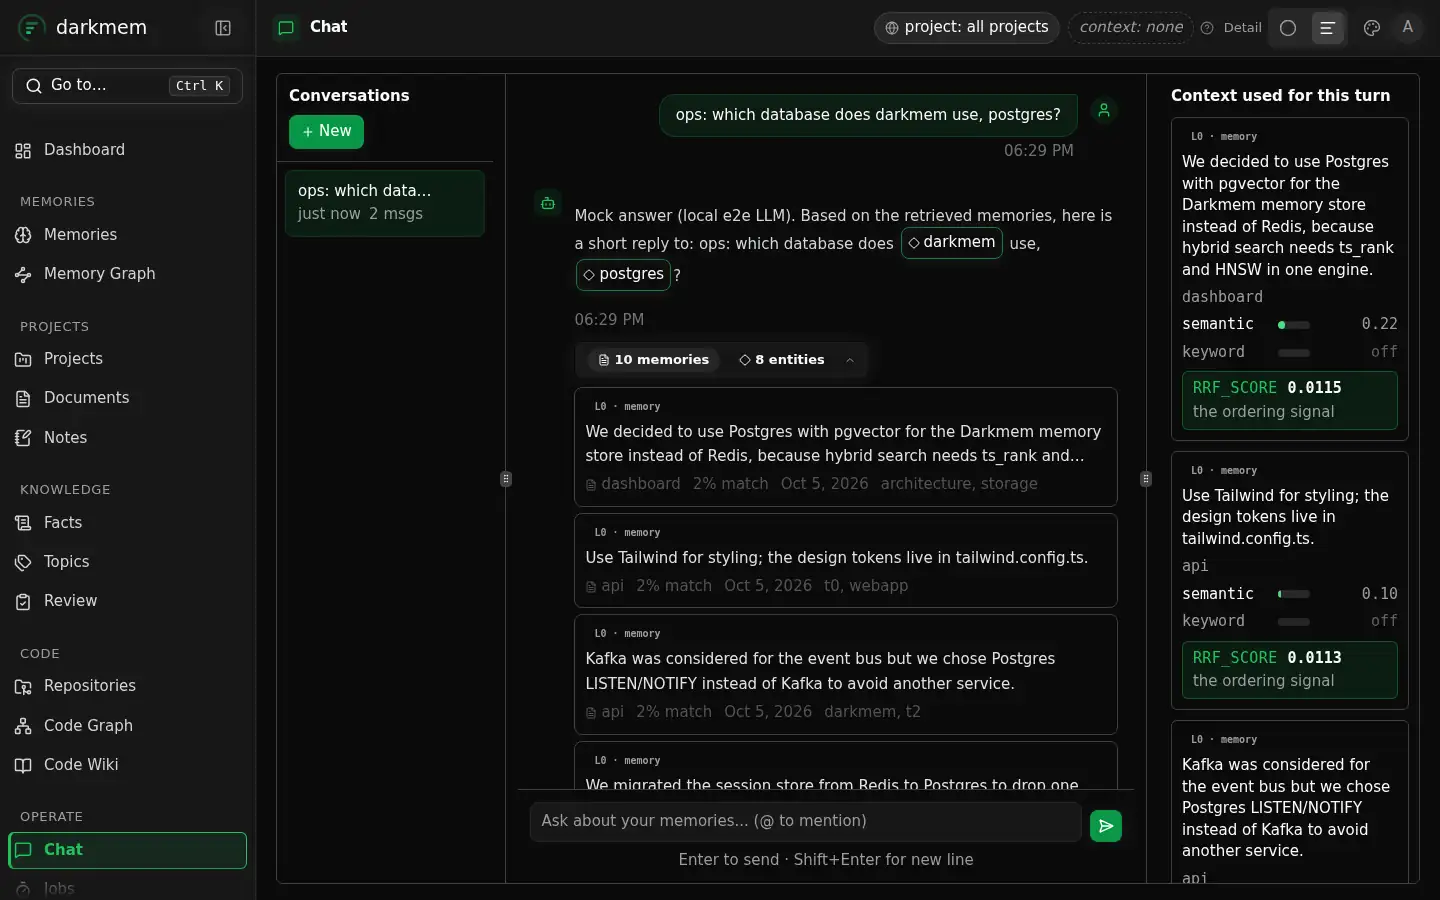 darkmem
Go to...
Ctrl K
Dashboard
MEMORIES
Memories
Memory Graph
PROJECTS
Projects
Documents
Notes
KNOWLEDGE
Facts
Topics
Review
CODE
Repositories
Code Graph
Code Wiki
OPERATE
Chat
Jobs
Chat
project: all projects
context: none
Detail
A
Conversations
+ New
ops: which data...
just now 2 msgs
ops: which database does darkmem use, postgres?
06:29 PM
Mock answer (local e2e LLM). Based on the retrieved memories, here is
a short reply to: ops: which database does ◇ darkmem use,
◇ postgres ?
06:29 PM
10 memories ◇ 8 entities
L0 · memory
We decided to use Postgres with pgvector for the Darkmem memory
store instead of Redis, because hybrid search needs ts_rank and...
dashboard 2% match Oct 5, 2026 architecture, storage
L0 · memory
Use Tailwind for styling; the design tokens live in tailwind.config.ts.
api 2% match Oct 5, 2026 t0, webapp
L0 · memory
Kafka was considered for the event bus but we chose Postgres
LISTEN/NOTIFY instead of Kafka to avoid another service.
api 2% match Oct 5, 2026 darkmem, t2
L0 · memory
We migrated the session store from Redis to Postgres to drop one
Ask about your memories... (@ to mention)
Enter to send · Shift+Enter for new line
Context used for this turn
L0 · memory
We decided to use Postgres
with pgvector for the
Darkmem memory store
instead of Redis, because
hybrid search needs ts_rank
and HNSW in one engine.
dashboard
semantic 0.22
keyword off
RRF_SCORE 0.0115
the ordering signal
L0 · memory
Use Tailwind for styling; the
design tokens live in
tailwind.config.ts.
api
semantic 0.10
keyword off
RRF_SCORE 0.0113
the ordering signal
L0 · memory
Kafka was considered for
the event bus but we chose
Postgres LISTEN/NOTIFY
instead of Kafka to avoid
another service.
api